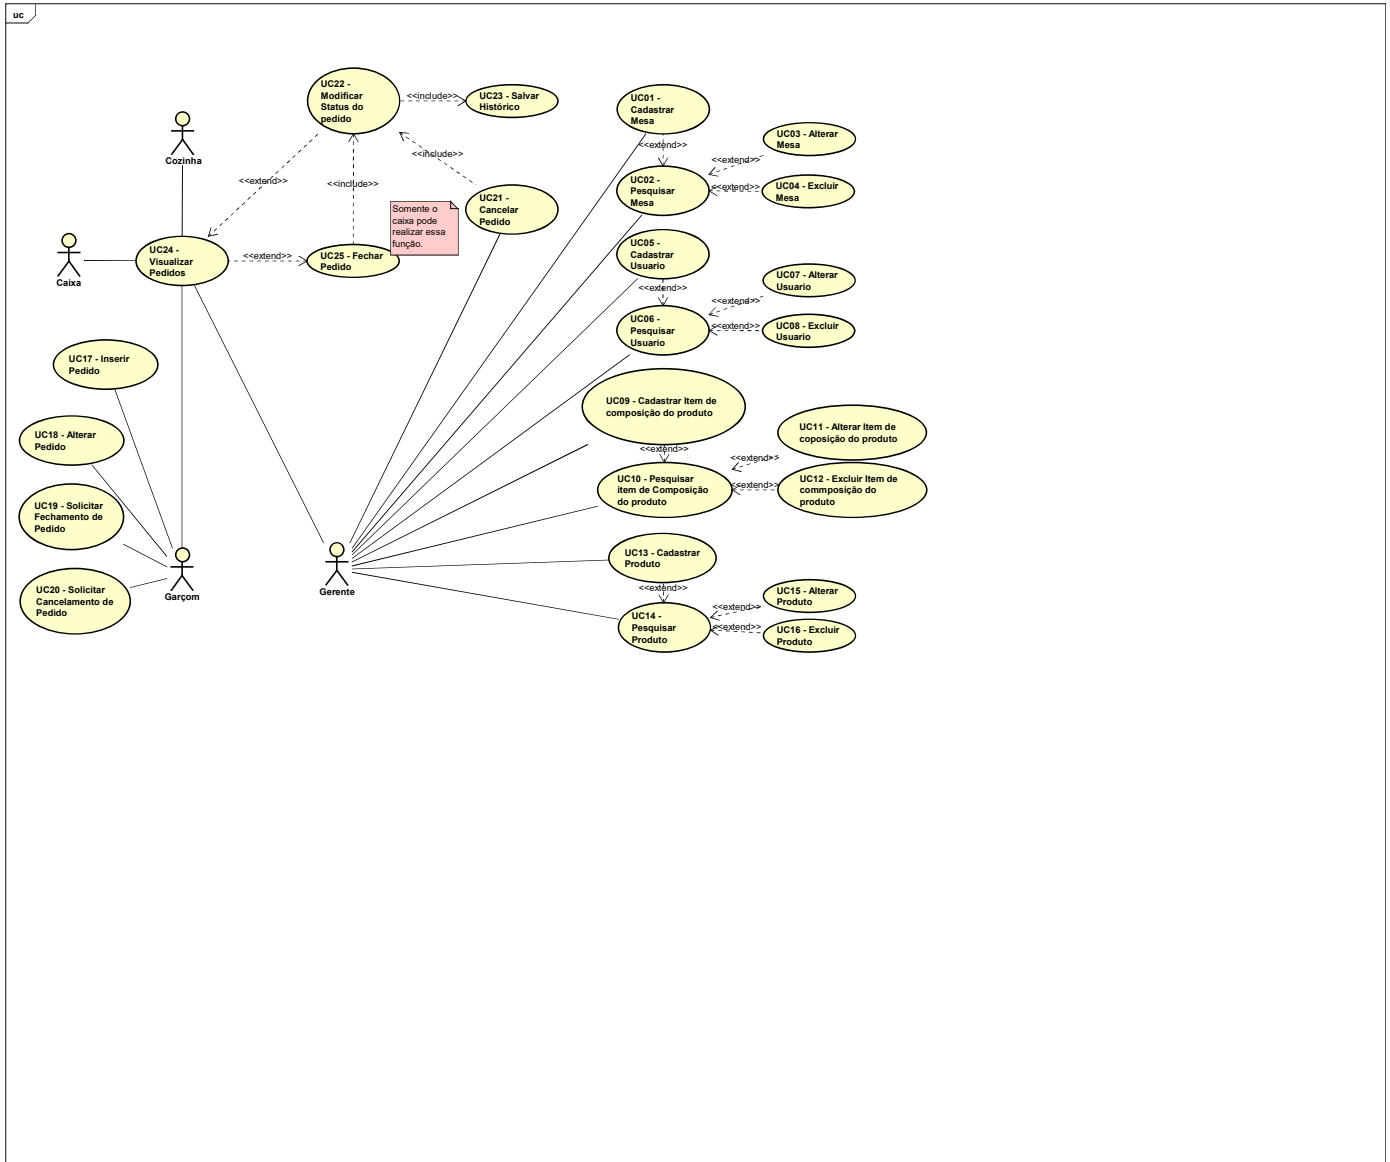 uc
UC22 -
Modificar
Status do
pedido
<<include>>
UC23 - Salvar
Histórico
UC01 -
Cadastrar
Mesa
<<extend>>
UC03 - Alterar
Mesa
<<extend>>
UC02 -
Pesquisar
Mesa
<<extend>>
UC04 - Excluir
Mesa
Cozinha
<<include>>
<<extend>>
<<include>>
UC21 -
Cancelar
Pedido
Somente o
caixa pode
realizar essa
função.
UC05 -
Cadastrar
Usuario
<<extend>>
UC07 - Alterar
Usuario
<<extend>>
UC06 -
Pesquisar
Usuario
<<extend>>
UC08 - Excluir
Usuario
Caixa
UC24 -
Visualizar
Pedidos
<<extend>>
UC25 - Fechar
Pedido
UC17 - Inserir
Pedido
UC18 - Alterar
Pedido
UC19 - Solicitar
Fechamento de
Pedido
UC20 - Solicitar
Cancelamento de
Pedido
Garçom
Gerente
UC09 - Cadastrar Item de
composição do produto
<<extend>>
UC11 - Alterar Item de
coposição do produto
<<extend>>
UC10 - Pesquisar
item de Composição
do produto
<<extend>>
UC12 - Excluir Item de
commposição do
produto
UC13 - Cadastrar
Produto
<<extend>>
UC15 - Alterar
Produto
<<extend>>
UC14 -
Pesquisar
Produto
<<extend>>
UC16 - Excluir
Produto